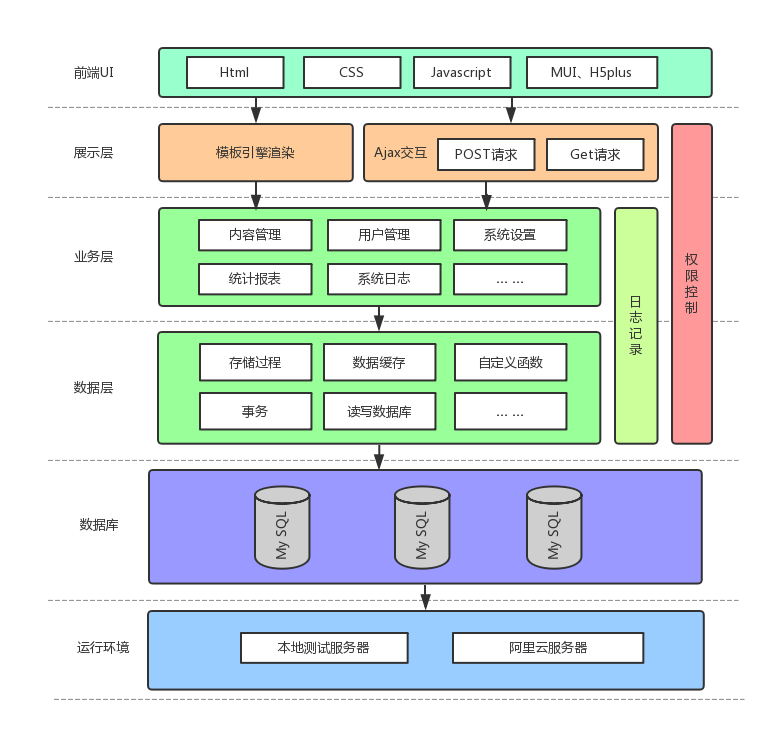 前端UI
Html
CSS
Javascript
MUI、H5plus
展示层
模板引擎渲染
Ajax交互
POST请求
Get请求
业务层
内容管理
用户管理
系统设置
统计报表
系统日志
... ...
数据层
存储过程
数据缓存
自定义函数
事务
读写数据库
... ...
日志记录
权限控制
数据库
My SQL
My SQL
My SQL
运行环境
本地测试服务器
阿里云服务器